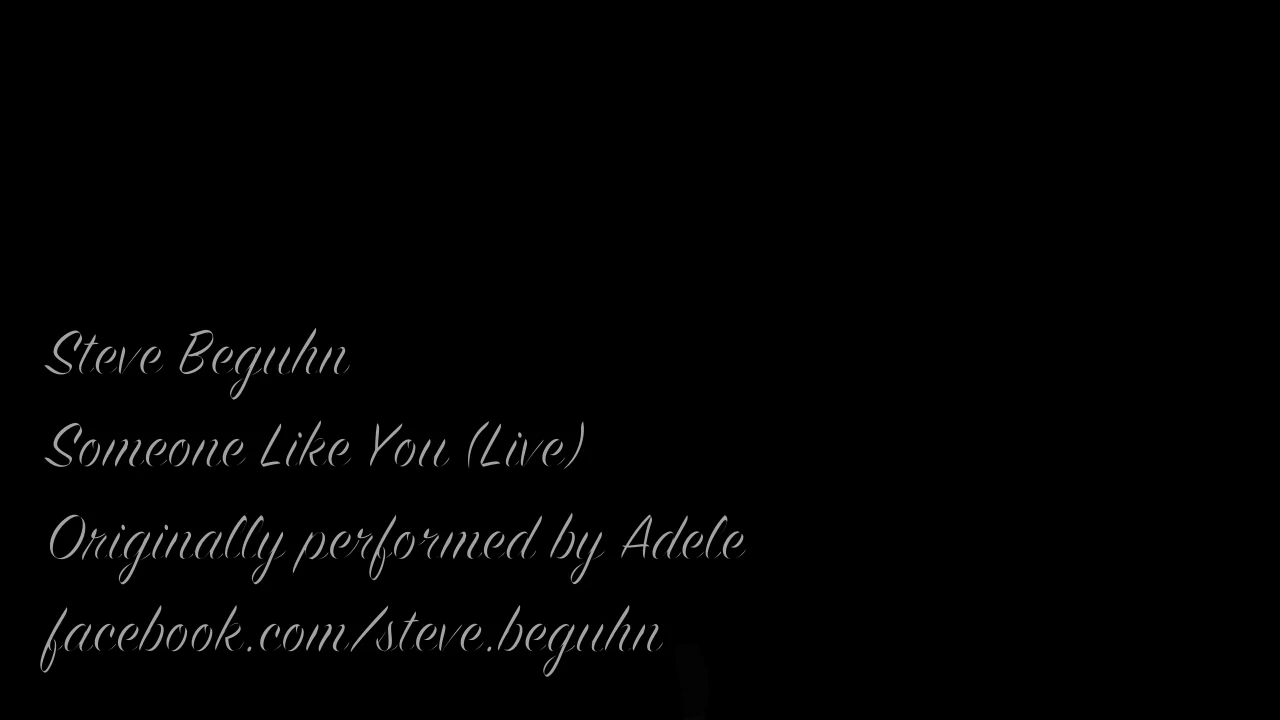 Steve Beguhn
Someone Like You (Live)
Originally performed by Adele
facebook.com/steve.beguhn